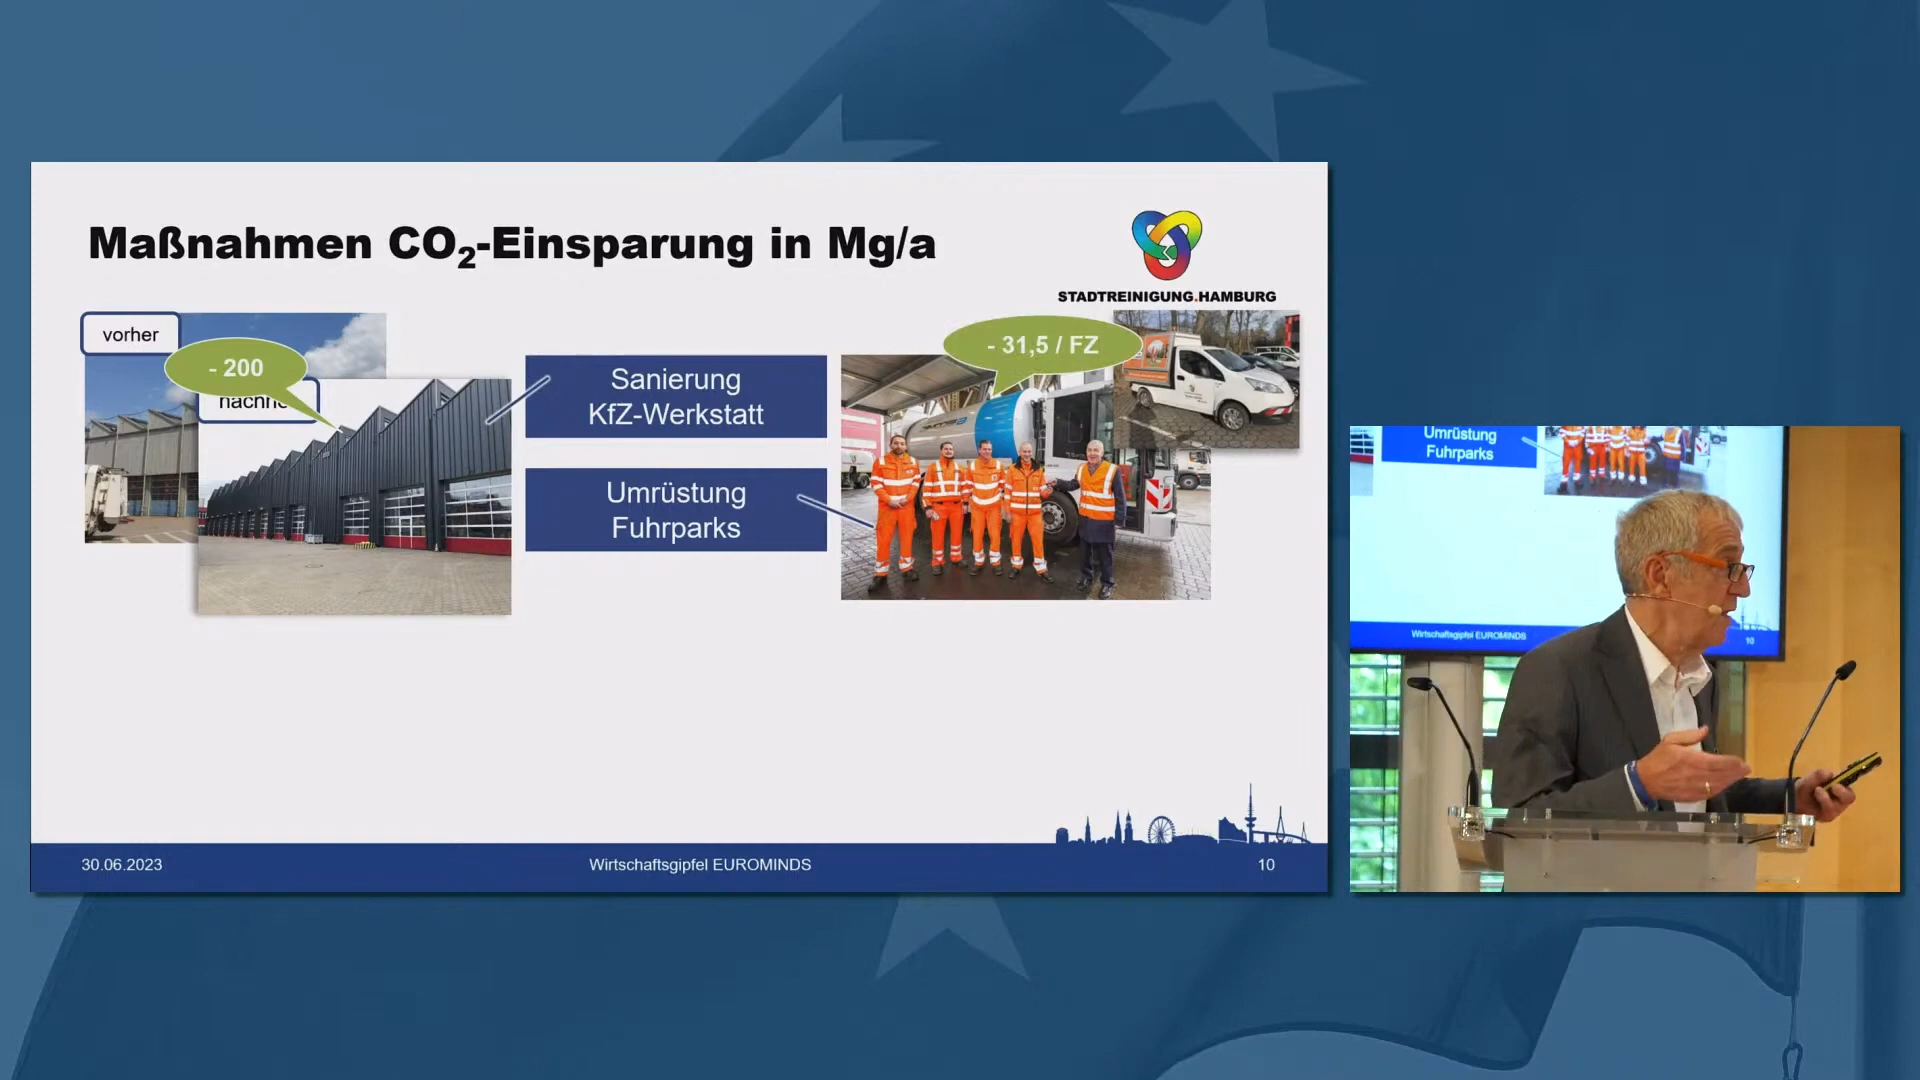 Maßnahmen CO₂-Einsparung in Mg/a
STADTREINIGUNG.HAMBURG
vorher
- 200
Sanierung
KfZ-Werkstatt
Umrüstung
Fuhrparks
- 31,5 / FZ
30.06.2023
Wirtschaftsgipfel EUROMINDS
10
Umrüstung
Fuhrparks
Wirtschaftsgipfel EUROMINDS
10